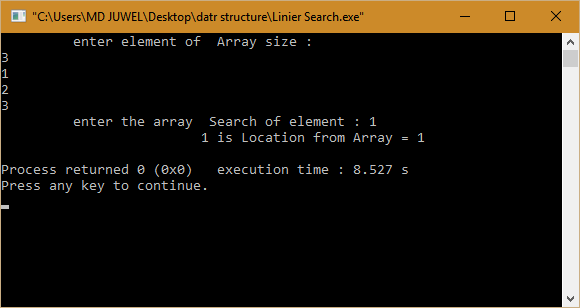 "C:\Users\MD JUWEL\Desktop\datr structure\Linier Search.exe"
enter element of  Array size :
3
1
2
3
enter the array  Search of element : 1
1 is Location from Array = 1
Process returned 0 (0x0)   execution time : 8.527 s
Press any key to continue.